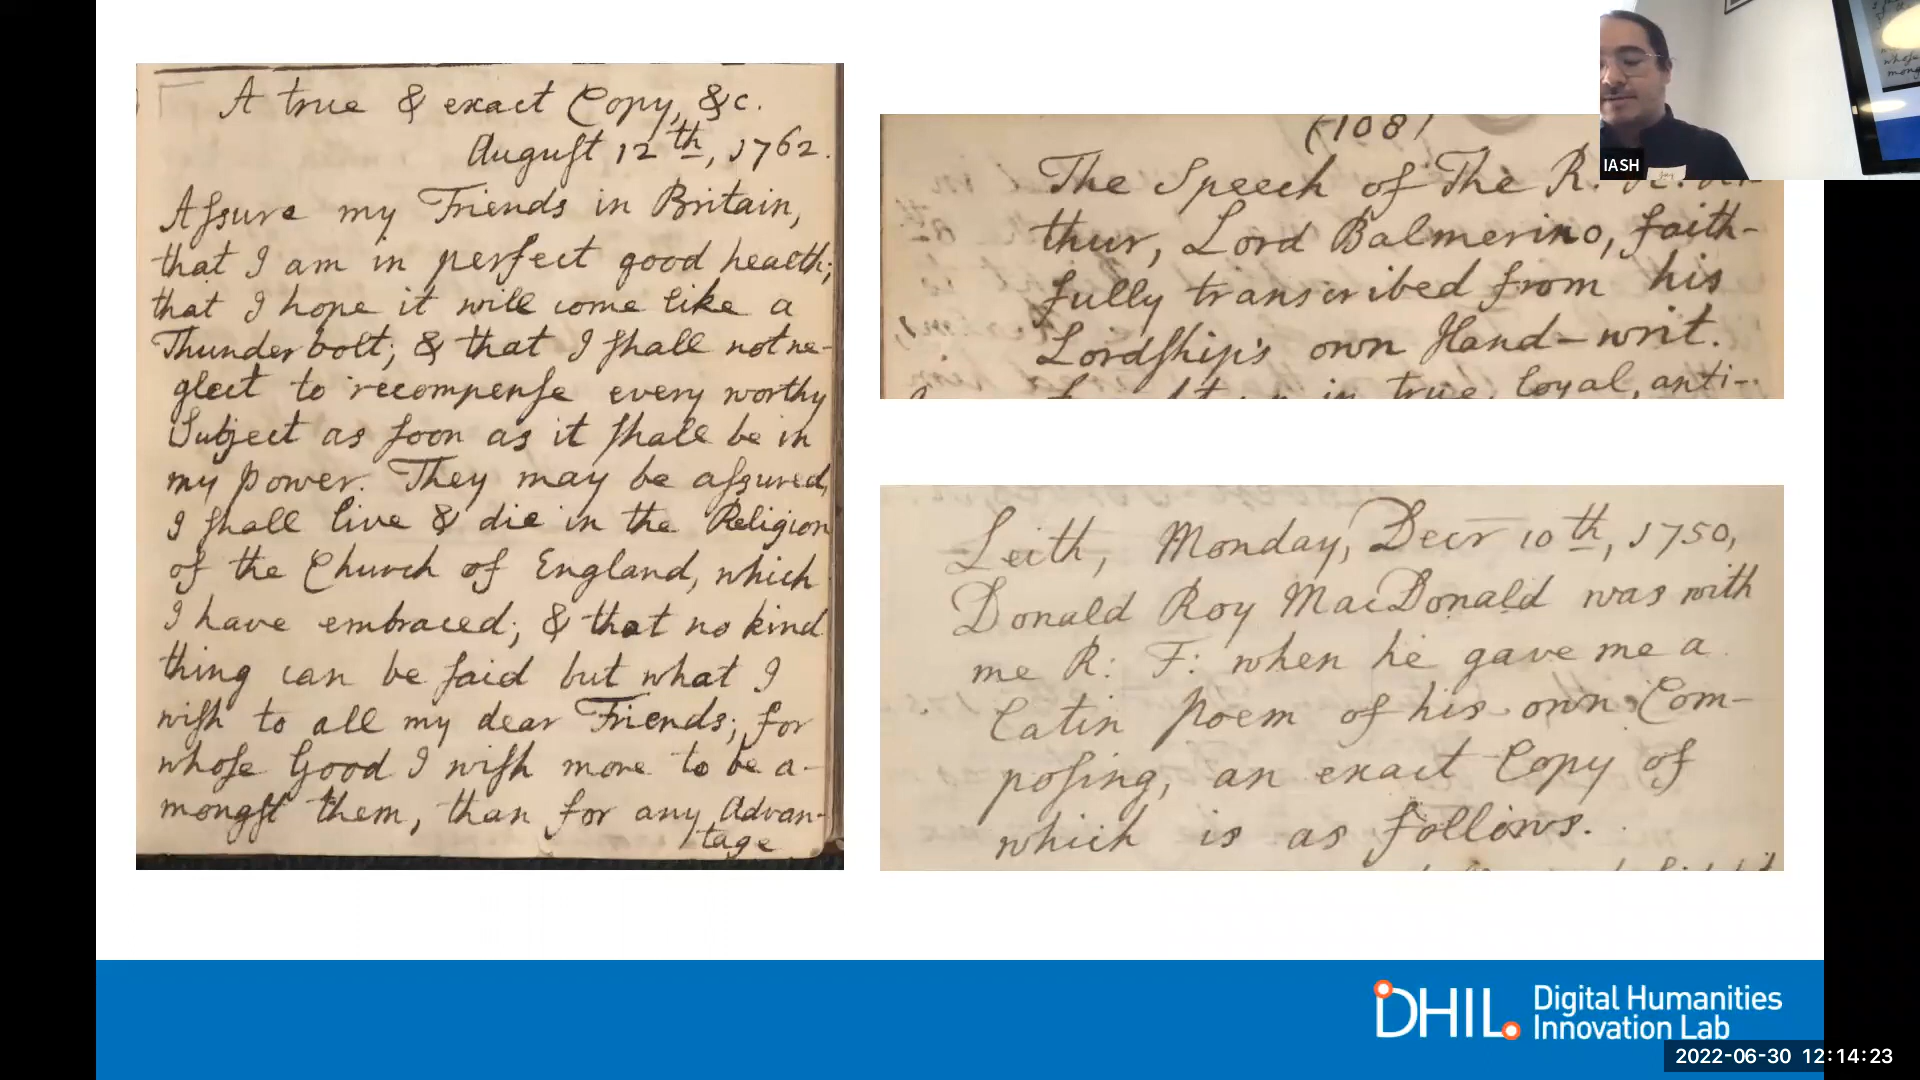 A true & exact Copy, &c.
Auguſt 12th, 1762.
Aſsure my Friends in Britain,
that I am in perfect good health;
that I hope it will come like a
Thunderbolt; & that I ſhall not ne-
glect to recompenſe every worthy
Subject as ſoon as it ſhall be in
my power. They may be aſsured,
I ſhall live & die in the Religion
of the Church of England, which
I have embraced; & that no kind
thing can be ſaid but what I
wiſh to all my dear Friends; for
whoſe Good I wiſh more to be a-
mongſt them, than for any Advan-
tage
(108)
The Speech of The R.
thur, Lord Balmerino, faith-
fully transcribed from his
Lordſhip's own Hand-writ.
in true, loyal, anti-
Leith, Monday, Decr 10th, 1750,
Donald Roy MacDonald was with
me R: F: when he gave me a
Latin Poem of his own Com-
poſing, an exact Copy of
which is as follows.
IASH
DHIL Digital Humanities
Innovation Lab
2022-06-30 12:14:23